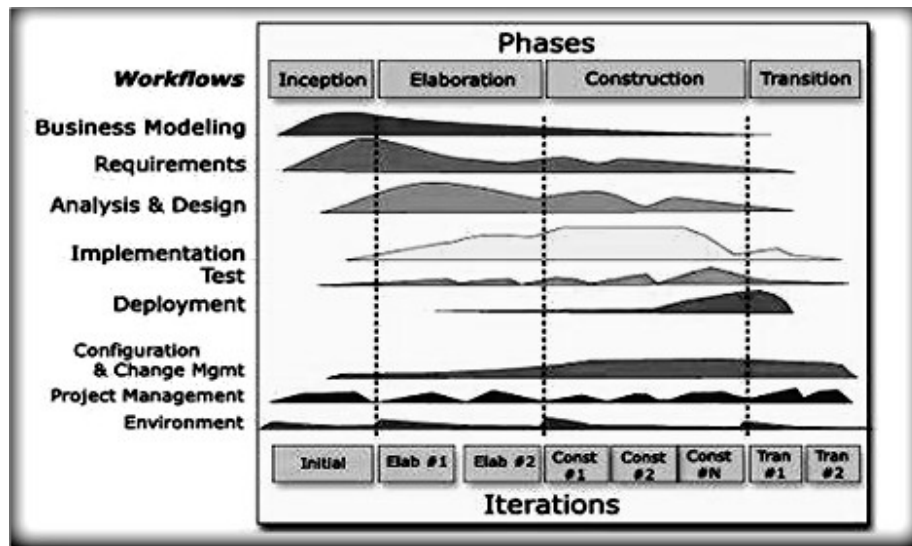 Phases
Workflows
Inception
Elaboration
Construction
Transition
Business Modeling
Requirements
Analysis & Design
Implementation
Test
Deployment
Configuration
& Change Mgmt
Project Management
Environment
Initial
Elab #1
Elab #2
Const
#1
Const
#2
Const
#N
Tran
#1
Tran
#2
Iterations